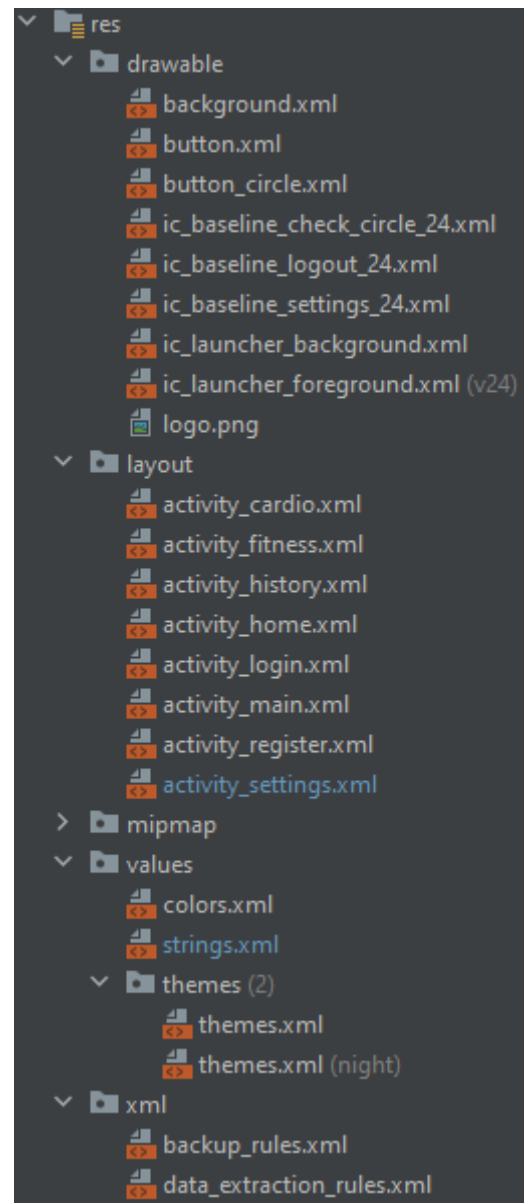 res
drawable
background.xml
button.xml
button_circle.xml
ic_baseline_check_circle_24.xml
ic_baseline_logout_24.xml
ic_baseline_settings_24.xml
ic_launcher_background.xml
ic_launcher_foreground.xml (v24)
logo.png
layout
activity_cardio.xml
activity_fitness.xml
activity_history.xml
activity_home.xml
activity_login.xml
activity_main.xml
activity_register.xml
activity_settings.xml
mipmap
values
colors.xml
strings.xml
themes (2)
themes.xml
themes.xml (night)
xml
backup_rules.xml
data_extraction_rules.xml